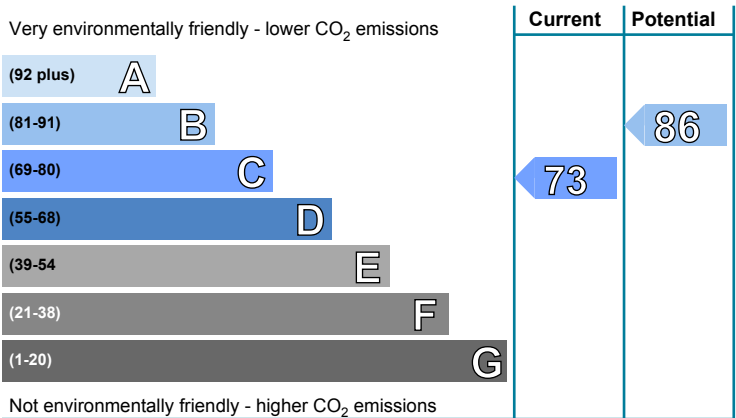 Very environmentally friendly - lower CO2 emissions
Current
Potential
(92 plus) A
(81-91) B
(69-80) C
(55-68) D
(39-54 E
(21-38) F
(1-20) G
86
73
Not environmentally friendly - higher CO2 emissions